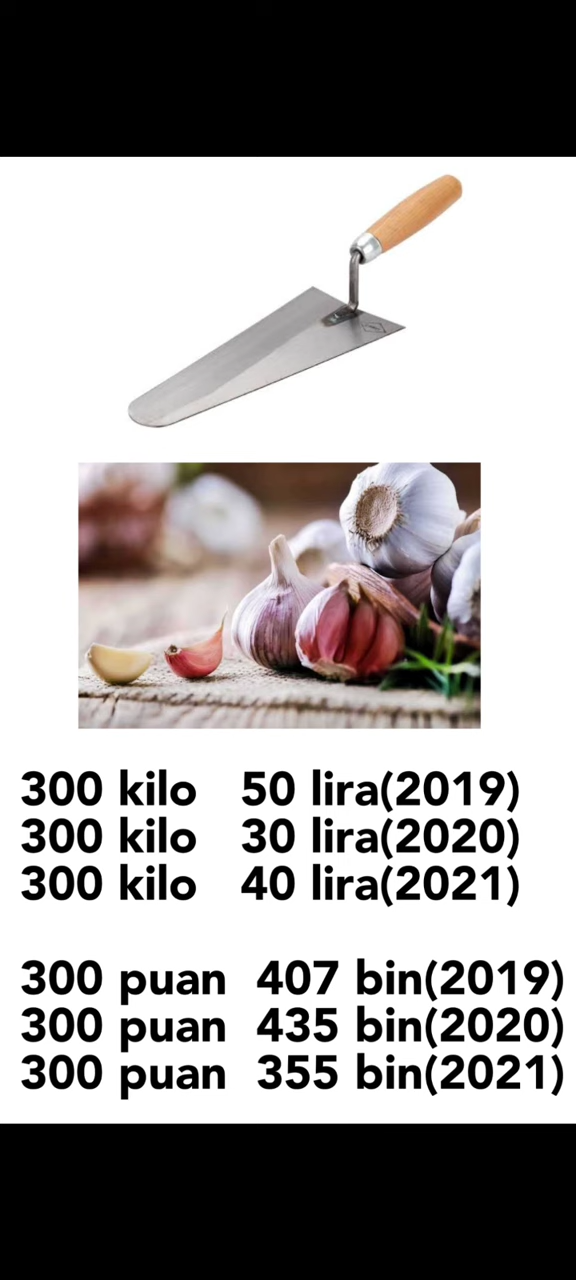 300 kilo 50 lira(2019)
300 kilo 30 lira(2020)
300 kilo 40 lira(2021)
300 puan 407 bin(2019)
300 puan 435 bin(2020)
300 puan 355 bin(2021)